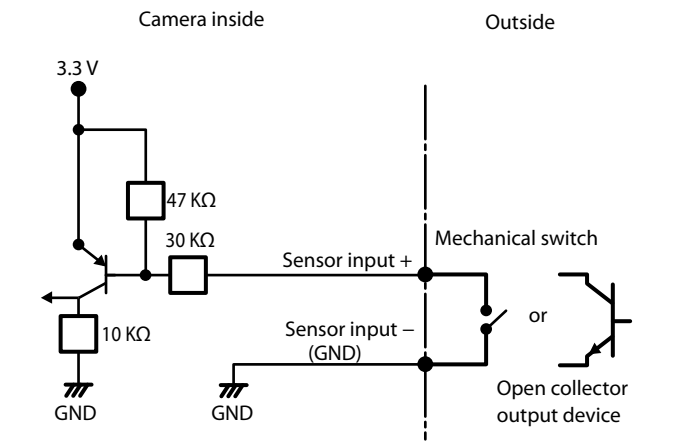 Camera inside
Outside
3.3 V
47 KΩ
30 KΩ
Mechanical switch
Sensor input +
or
Sensor input −
(GND)
10 KΩ
GND
GND
Open collector
output device